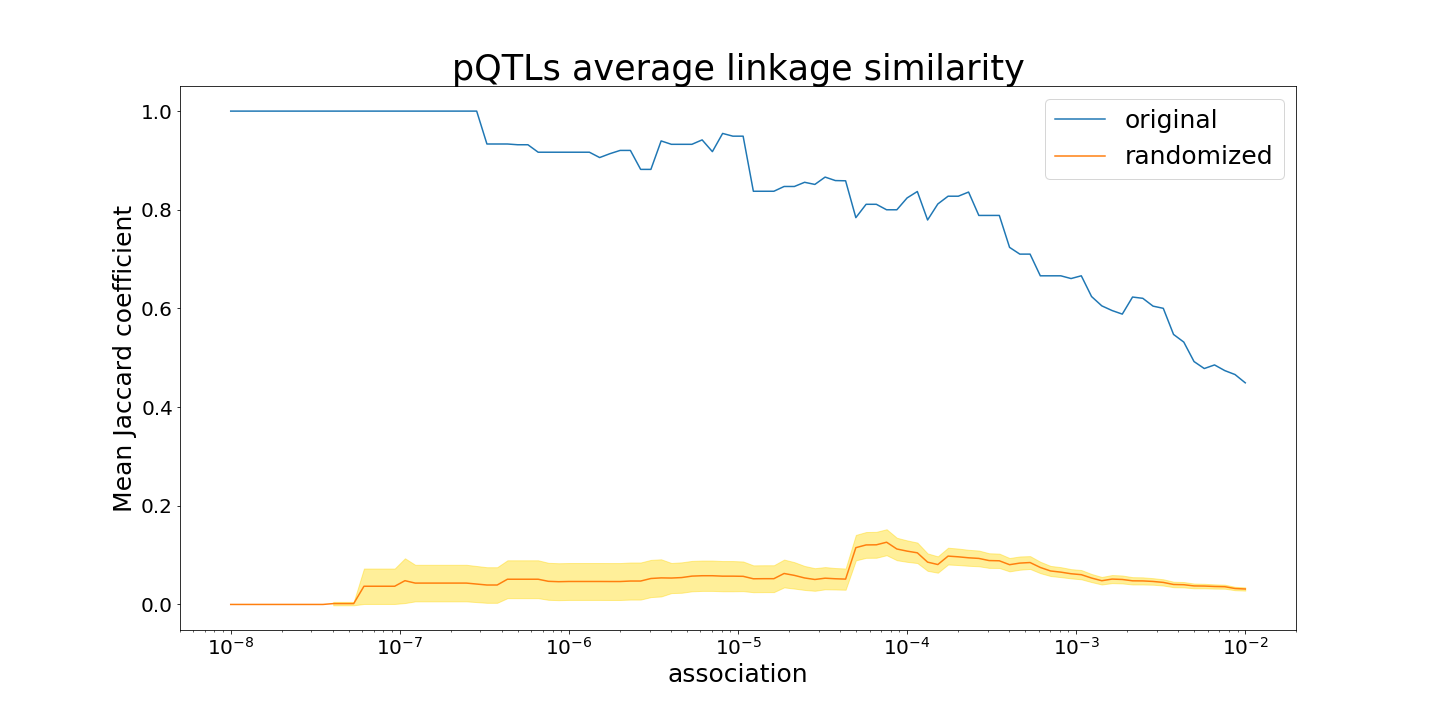 pQTLs average linkage similarity
original
randomized
Mean Jaccard coefficient
1.0
0.8
0.6
0.4
0.2
0.0
10⁻⁸ 10⁻⁷ 10⁻⁶ 10⁻⁵ 10⁻⁴ 10⁻³ 10⁻²
association